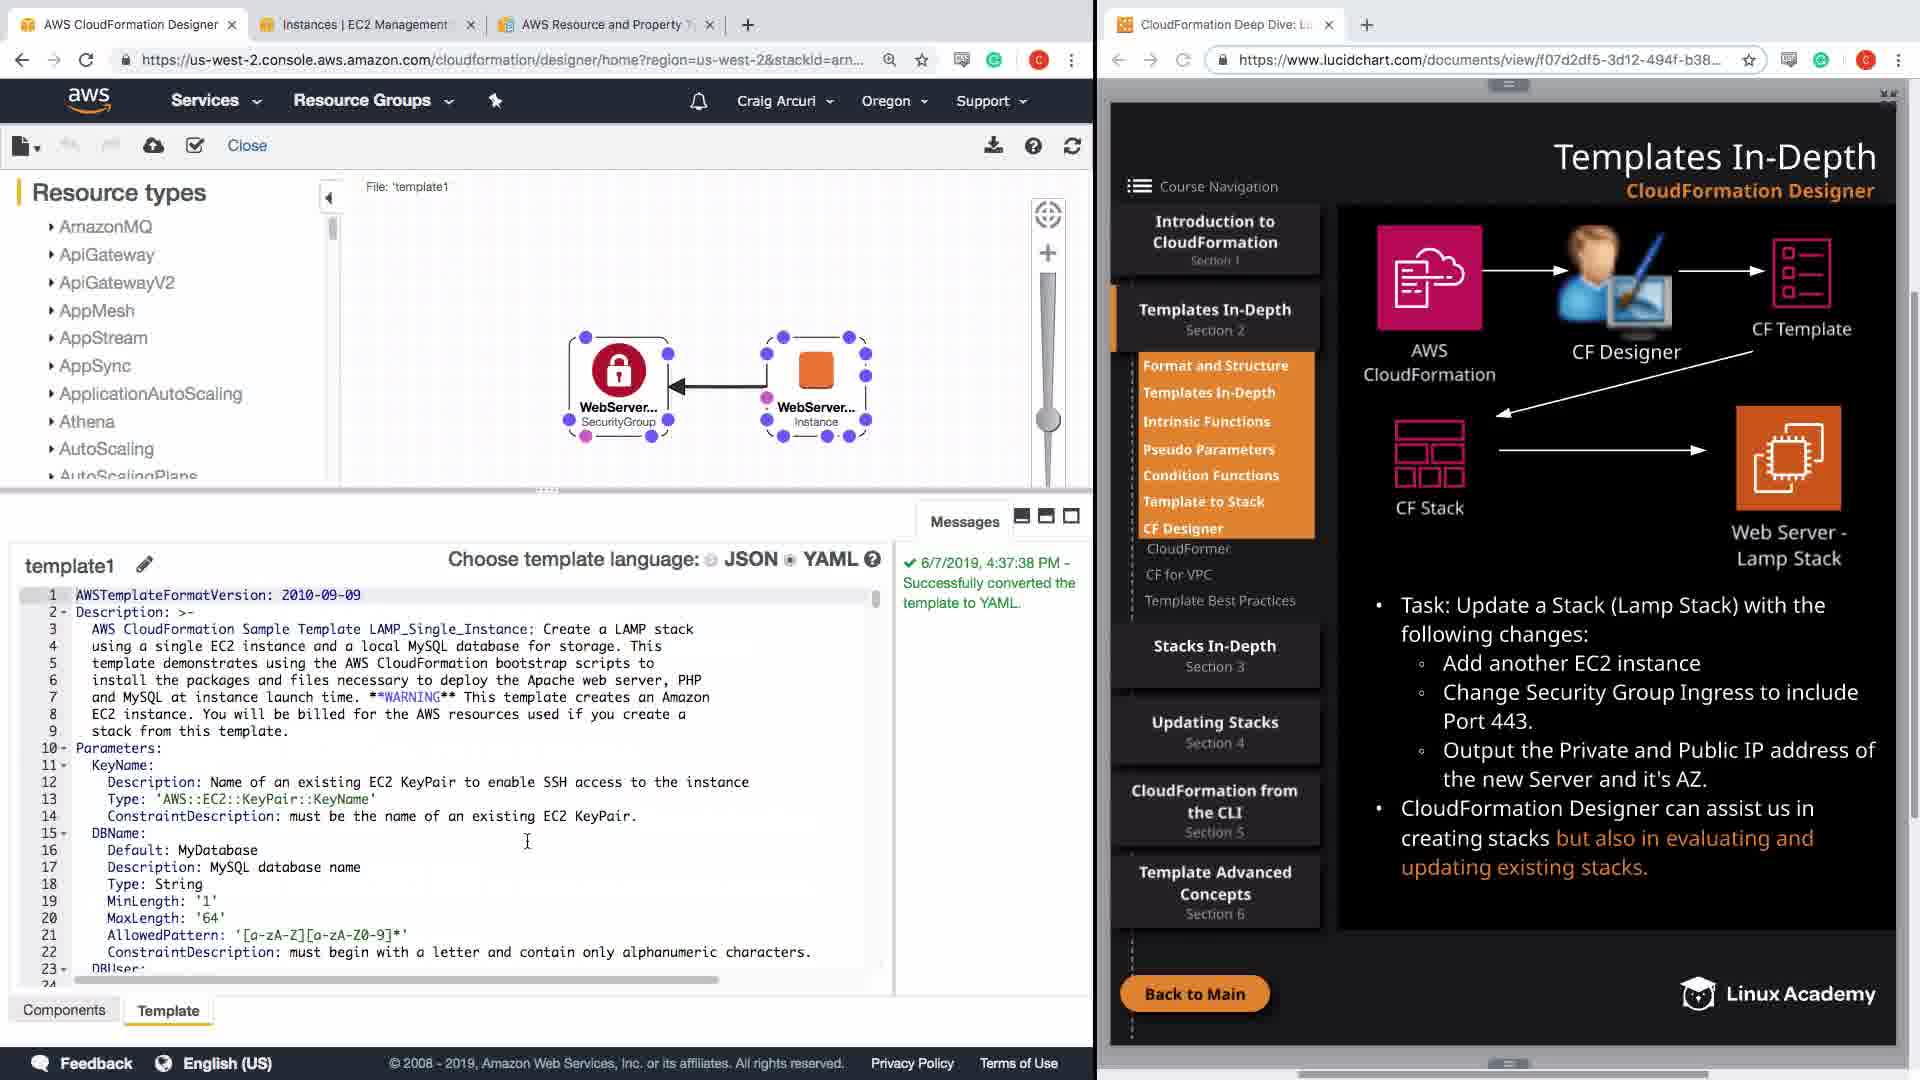 AWS CloudFormation Designer
Instances | EC2 Management
AWS Resource and Property T
https://us-west-2.console.aws.amazon.com/cloudformation/designer/home?region=us-west-2&stackId=arn...
aws
Services
Resource Groups
Craig Arcuri
Oregon
Support
Close
Resource types
AmazonMQ
ApiGateway
ApiGatewayV2
AppMesh
AppStream
AppSync
ApplicationAutoScaling
Athena
AutoScaling
AutoScalingPlans
File: 'template1
WebServer...
SecurityGroup
WebServer...
Instance
Messages
6/7/2019, 4:37:38 PM -
Successfully converted the
template to YAML.
template1
Choose template language: JSON YAML
1 AWSTemplateFormatVersion: 2010-09-09
2 Description: >-
3 AWS CloudFormation Sample Template LAMP_Single_Instance: Create a LAMP stack
4 using a single EC2 instance and a local MySQL database for storage. This
5 template demonstrates using the AWS CloudFormation bootstrap scripts to
6 install the packages and files necessary to deploy the Apache web server, PHP
7 and MySQL at instance launch time. **WARNING** This template creates an Amazon
8 EC2 instance. You will be billed for the AWS resources used if you create a
9 stack from this template.
10 Parameters:
11 KeyName:
12 Description: Name of an existing EC2 KeyPair to enable SSH access to the instance
13 Type: 'AWS::EC2::KeyPair::KeyName'
14 ConstraintDescription: must be the name of an existing EC2 KeyPair.
15 DBName:
16 Default: MyDatabase
17 Description: MySQL database name
18 Type: String
19 MinLength: '1'
20 MaxLength: '64'
21 AllowedPattern: '[a-zA-Z][a-zA-Z0-9]*'
22 ConstraintDescription: must begin with a letter and contain only alphanumeric characters.
23 DBUser:
24
Components
Template
Feedback
English (US)
© 2008 - 2019, Amazon Web Services, Inc. or its affiliates. All rights reserved.
Privacy Policy
Terms of Use
CloudFormation Deep Dive: Lu
https://www.lucidchart.com/documents/view/f07d2df5-3d12-494f-b38...
Templates In-Depth
CloudFormation Designer
Course Navigation
Introduction to
CloudFormation
Section 1
Templates In-Depth
Section 2
Format and Structure
Templates In-Depth
Intrinsic Functions
Pseudo Parameters
Condition Functions
Template to Stack
CF Designer
CloudFormer
CF for VPC
Template Best Practices
Stacks In-Depth
Section 3
Updating Stacks
Section 4
CloudFormation from
the CLI
Section 5
Template Advanced
Concepts
Section 6
Back to Main
AWS
CloudFormation
CF Designer
CF Template
CF Stack
Web Server -
Lamp Stack
• Task: Update a Stack (Lamp Stack) with the
following changes:
◦ Add another EC2 instance
◦ Change Security Group Ingress to include
Port 443.
◦ Output the Private and Public IP address of
the new Server and it's AZ.
• CloudFormation Designer can assist us in
creating stacks but also in evaluating and
updating existing stacks.
Linux Academy